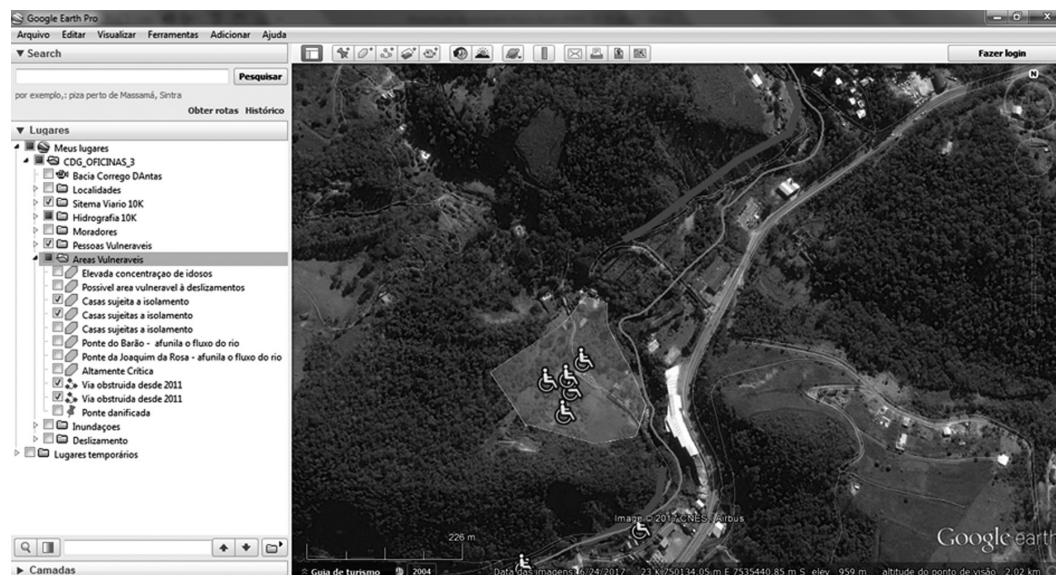 Google Earth Pro
Arquivo Editar Visualizar Ferramentas Adicionar Ajuda
Search
Fazer login
Pesquisar
por exemplo,: piza perto de Massamá, Sintra
Obter rotas Histórico
Lugares
Meus lugares
CDG_OFICINAS_3
Bacia Corrego DAntas
Localidades
Sitema Viario 10K
Hidrografia 10K
Moradores
Pessoas Vulneraveis
Areas Vulneraveis
Elevada concentraçao de idosos
Possivel area vulneravel à deslizamentos
Casas sujeita a isolamento
Casas sujeitas a isolamento
Casas sujeitas a isolamento
Ponte do Barão - afunila o fluxo do rio
Ponte da Joaquim da Rosa - afunila o fluxo do rio
Altamente Crítica
Via obstruida desde 2011
Via obstruida desde 2011
Ponte danificada
Inundaçoes
Deslizamento
Lugares temporários
Camadas
N
Image © 2017 CNES / Airbus
226 m
Google earth
Guia de turismo 2004 Data das imagens: 6/24/2017 23 K 750134.05 m E 7535440.85 m S elev 959 m altitude do ponto de visão 2.02 km